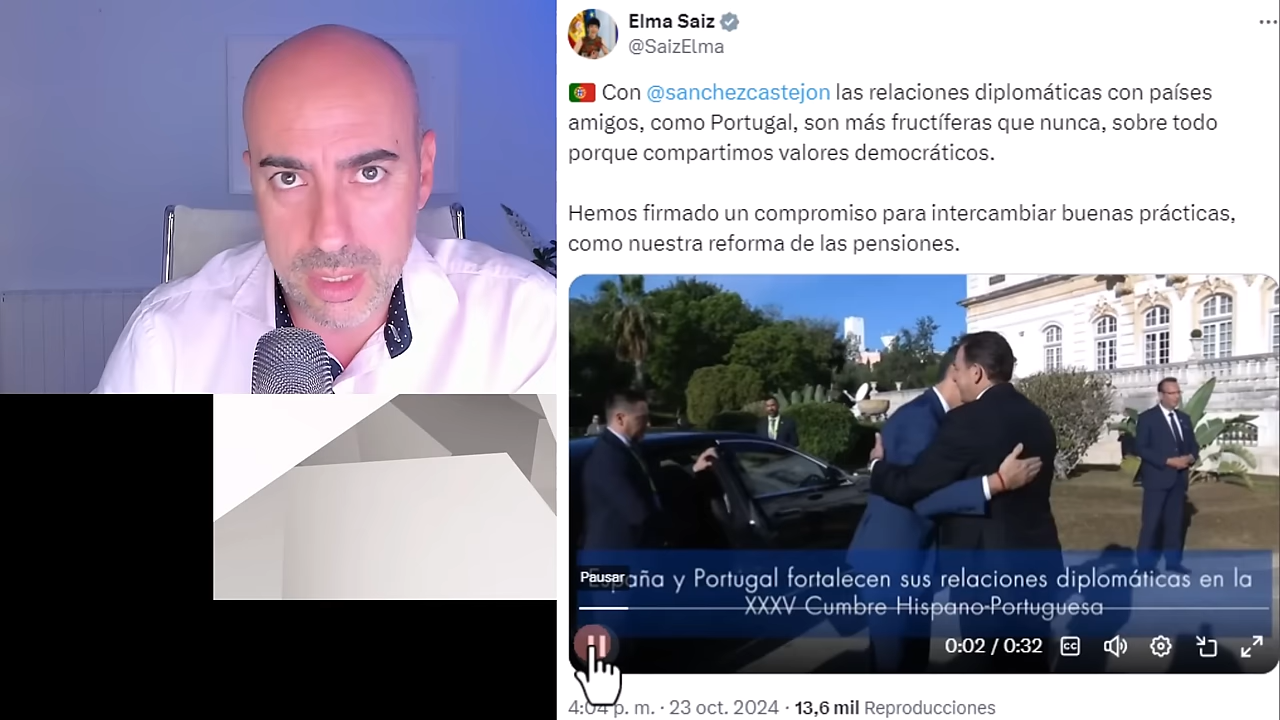 Elma Saiz
@SaizElma
Con @sanchezcastejon las relaciones diplomáticas con países
amigos, como Portugal, son más fructíferas que nunca, sobre todo
porque compartimos valores democráticos.
Hemos firmado un compromiso para intercambiar buenas prácticas,
como nuestra reforma de las pensiones.
Pausar
España y Portugal fortalecen sus relaciones diplomáticas en la
XXXV Cumbre Hispano-Portuguesa
0:02 / 0:32
CC
4:04 p. m. · 23 oct. 2024 · 13,6 mil Reproducciones